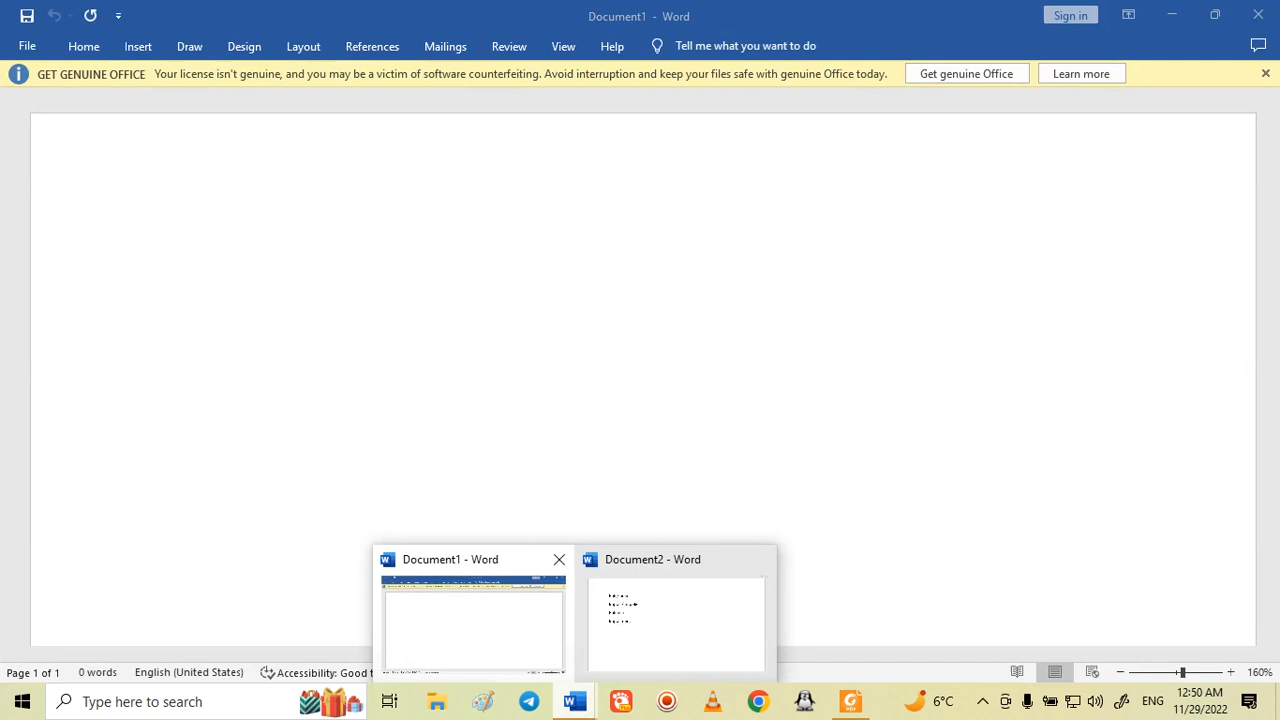 Document1 - Word
Sign in
File Home Insert Draw Design Layout References Mailings Review View Help Tell me what you want to do
GET GENUINE OFFICE Your license isn't genuine, and you may be a victim of software counterfeiting. Avoid interruption and keep your files safe with genuine Office today. Get genuine Office Learn more
Document1 - Word Document2 - Word
Page 1 of 1 0 words English (United States) Accessibility: Good t 160%
Type here to search 6°C ENG 12:50 AM
11/29/2022